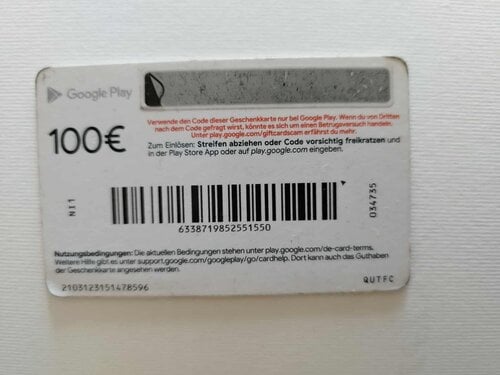 Google Play
Verwende den Code dieser Geschenkkarte nur bei Google Play. Wenn du von Dritten
nach dem Code gefragt wirst, könnte es sich um einen Betrugsversuch handeln.
Unter play.google.com/giftcardscam erfährst du mehr.
100€
Zum Einlösen: Streifen abziehen oder Code vorsichtig freikratzen und
in der Play Store App oder auf play.google.com eingeben.
NI1
6338719852551550
034735
Nutzungsbedingungen: Die aktuellen Bedingungen stehen unter play.google.com/de-card-terms.
Weitere Hilfe gibt es unter support.google.com/googleplay/go/cardhelp. Dort kann auch das Guthaben
der Geschenkkarte angesehen werden.
2103123151478596
QUTFC